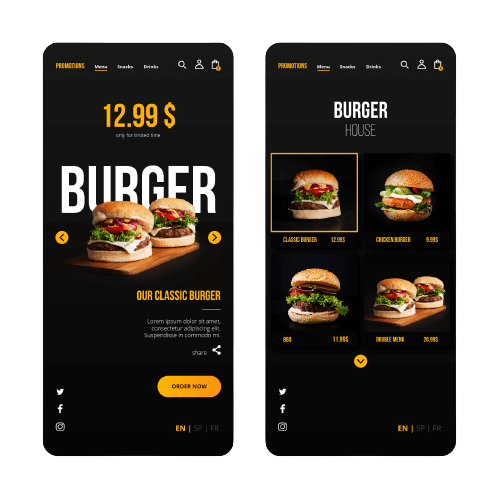 PROMOTIONS Menu Snacks Drinks
12.99 $
only for limited time
BURGER
OUR CLASSIC BURGER
Lorem ipsum dolor sit amet,
consectetur adipiscing elit.
Suspendisse in commodo mi.
share
ORDER NOW
EN | SP | FR
PROMOTIONS Menu Snacks Drinks
BURGER
HOUSE
CLASSIC BURGER 12.99$
CHICKEN BURGER 9.99$
BBQ 11.99$
DOUBLE MENU 20.99$
EN | SP | FR